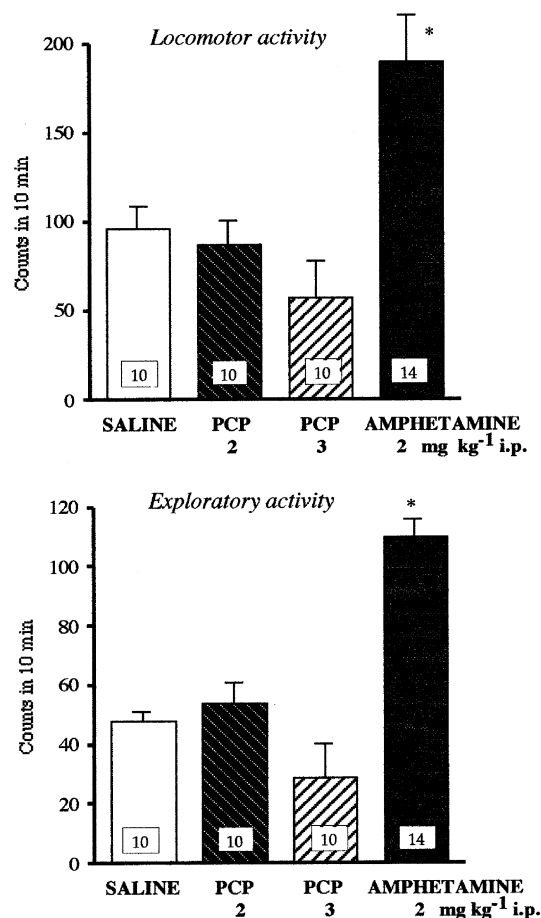 Locomotor activity
*
200
150
100
50
0
Counts in 10 min
10 10 10 14
SALINE PCP PCP AMPHETAMINE
2 3 2 mg kg-1 i.p.
Exploratory activity
*
120
100
80
60
40
20
0
Counts in 10 min
10 10 10 14
SALINE PCP PCP AMPHETAMINE
2 3 2 mg kg-1 i.p.